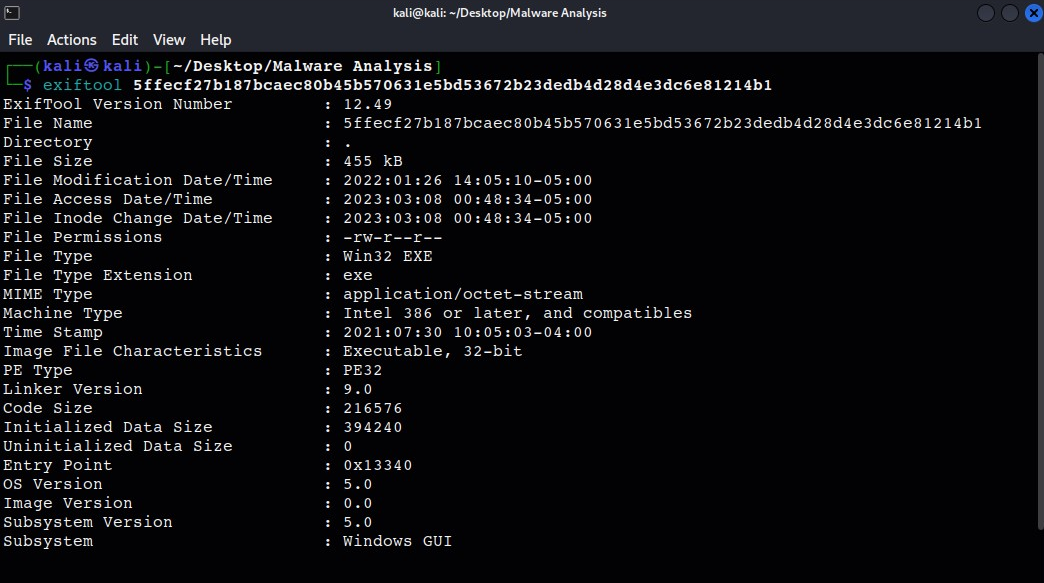 kali@kali: ~/Desktop/Malware Analysis
File Actions Edit View Help
┌──(kali㉿kali)-[~/Desktop/Malware Analysis]
└─$ exiftool 5ffecf27b187bcaec80b45b570631e5bd53672b23dedb4d28d4e3dc6e81214b1
ExifTool Version Number : 12.49
File Name : 5ffecf27b187bcaec80b45b570631e5bd53672b23dedb4d28d4e3dc6e81214b1
Directory : .
File Size : 455 kB
File Modification Date/Time : 2022:01:26 14:05:10-05:00
File Access Date/Time : 2023:03:08 00:48:34-05:00
File Inode Change Date/Time : 2023:03:08 00:48:34-05:00
File Permissions : -rw-r--r--
File Type : Win32 EXE
File Type Extension : exe
MIME Type : application/octet-stream
Machine Type : Intel 386 or later, and compatibles
Time Stamp : 2021:07:30 10:05:03-04:00
Image File Characteristics : Executable, 32-bit
PE Type : PE32
Linker Version : 9.0
Code Size : 216576
Initialized Data Size : 394240
Uninitialized Data Size : 0
Entry Point : 0x13340
OS Version : 5.0
Image Version : 0.0
Subsystem Version : 5.0
Subsystem : Windows GUI